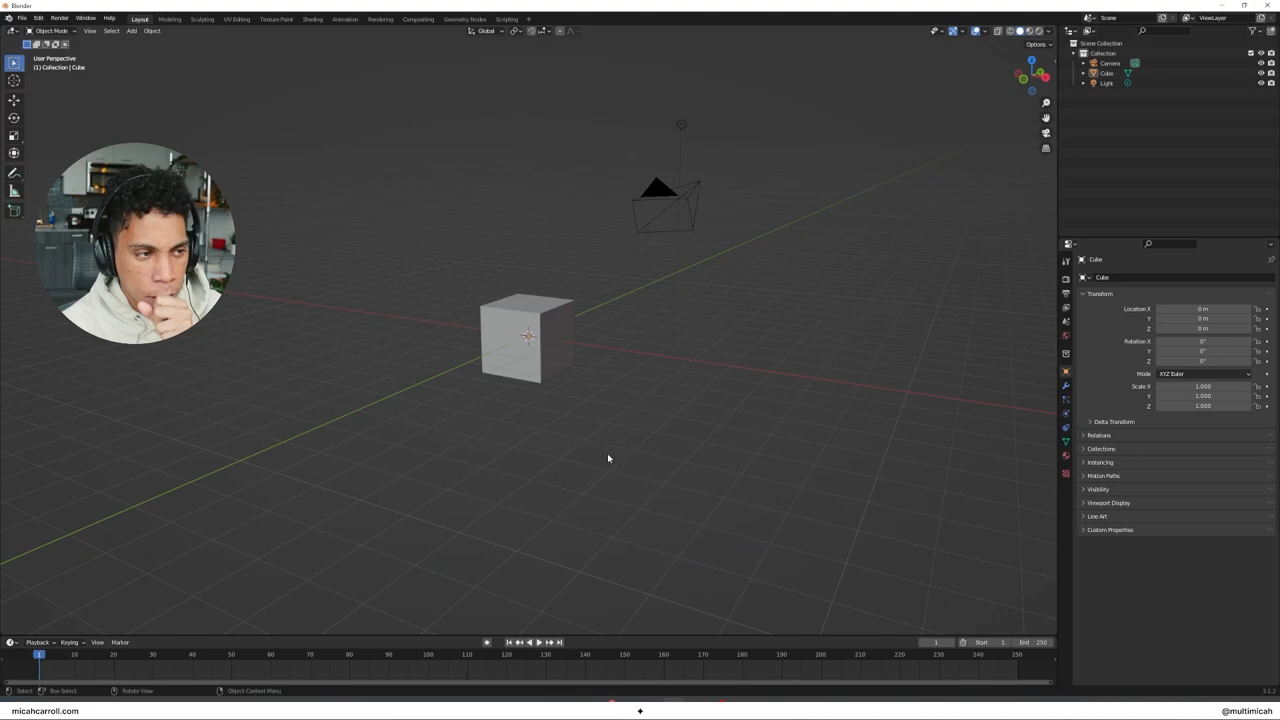 Blender
File Edit Render Window Help Layout Modeling Sculpting UV Editing Texture Paint Shading Animation Rendering Compositing Geometry Nodes Scripting + Scene ViewLayer
Object Mode View Select Add Object Global
Options
User Perspective
(1) Collection | Cube
Z
Y
X
Scene Collection
Collection
Camera
Cube
Light
Cube
Cube
Transform
Location X 0 m
Y 0 m
Z 0 m
Rotation X 0°
Y 0°
Z 0°
Mode XYZ Euler
Scale X 1.000
Y 1.000
Z 1.000
Delta Transform
Relations
Collections
Instancing
Motion Paths
Visibility
Viewport Display
Line Art
Custom Properties
Playback Keying View Marker 1 Start 1 End 250
1 10 20 30 40 50 60 70 80 90 100 110 120 130 140 150 160 170 180 190 200 210 220 230 240 250
Select Box Select Rotate View Object Context Menu 3.1.2
micahcarroll.com @multimicah